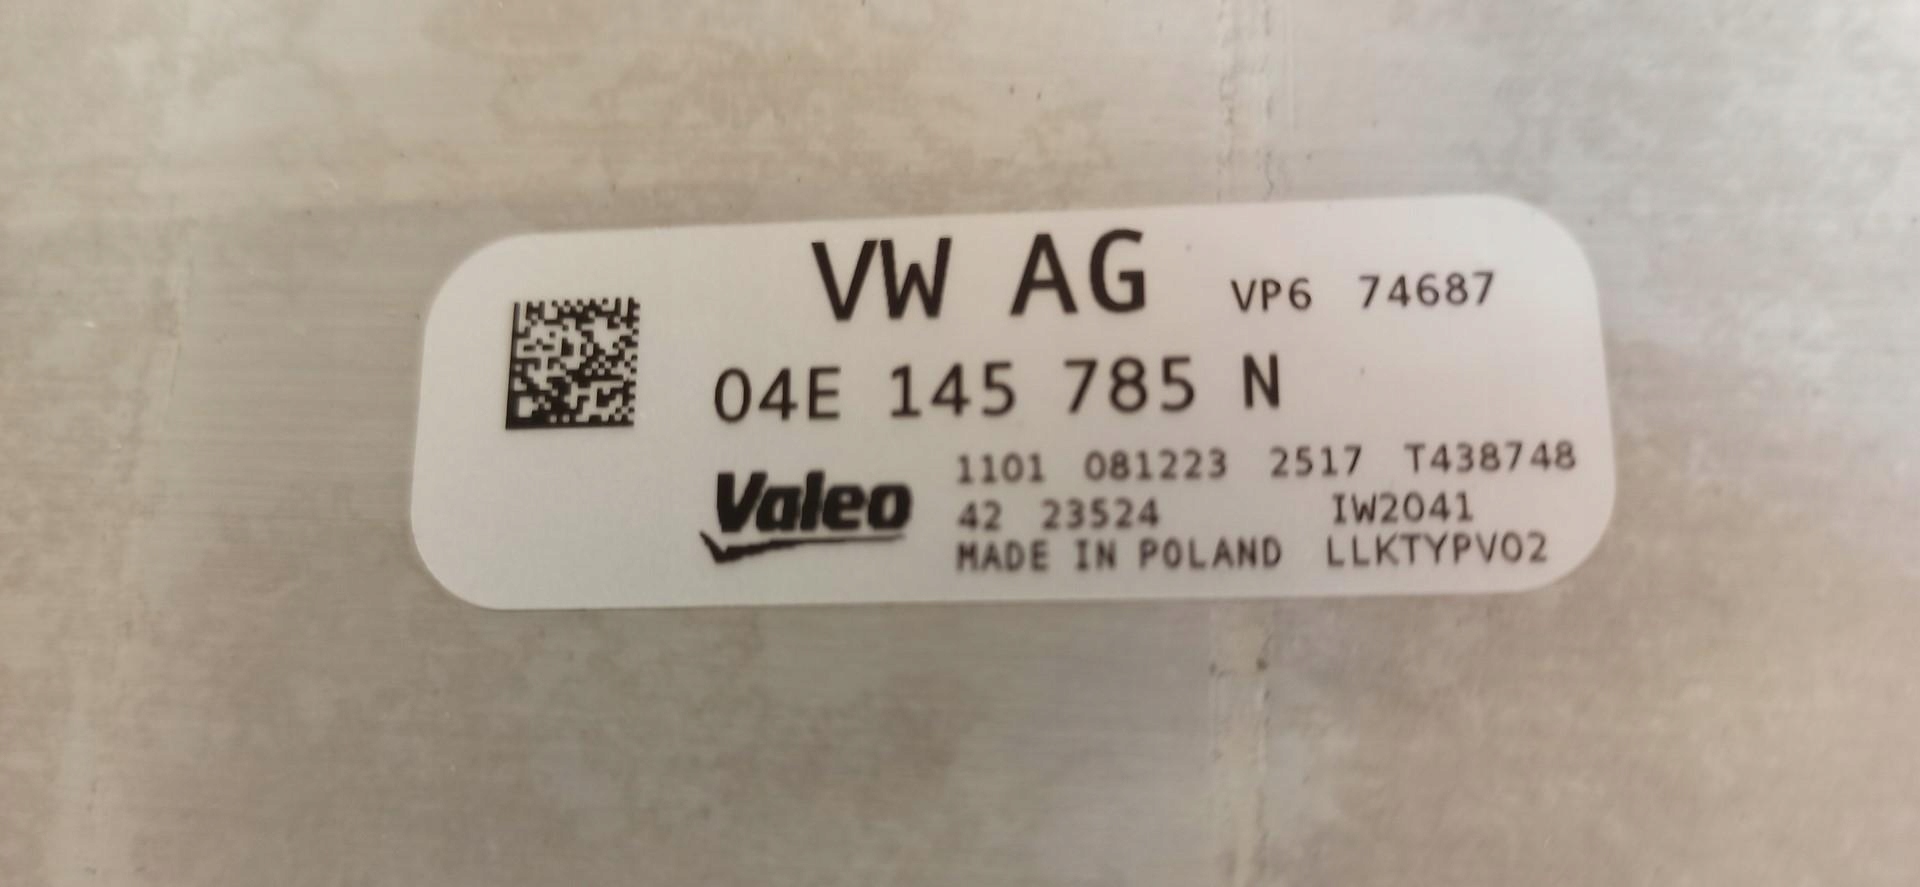 VW AG VP6 74687
04E 145 785 N
Valeo 1101 081223 2517 T438748
42 23524 IW2041
MADE IN POLAND LLKTYPV02